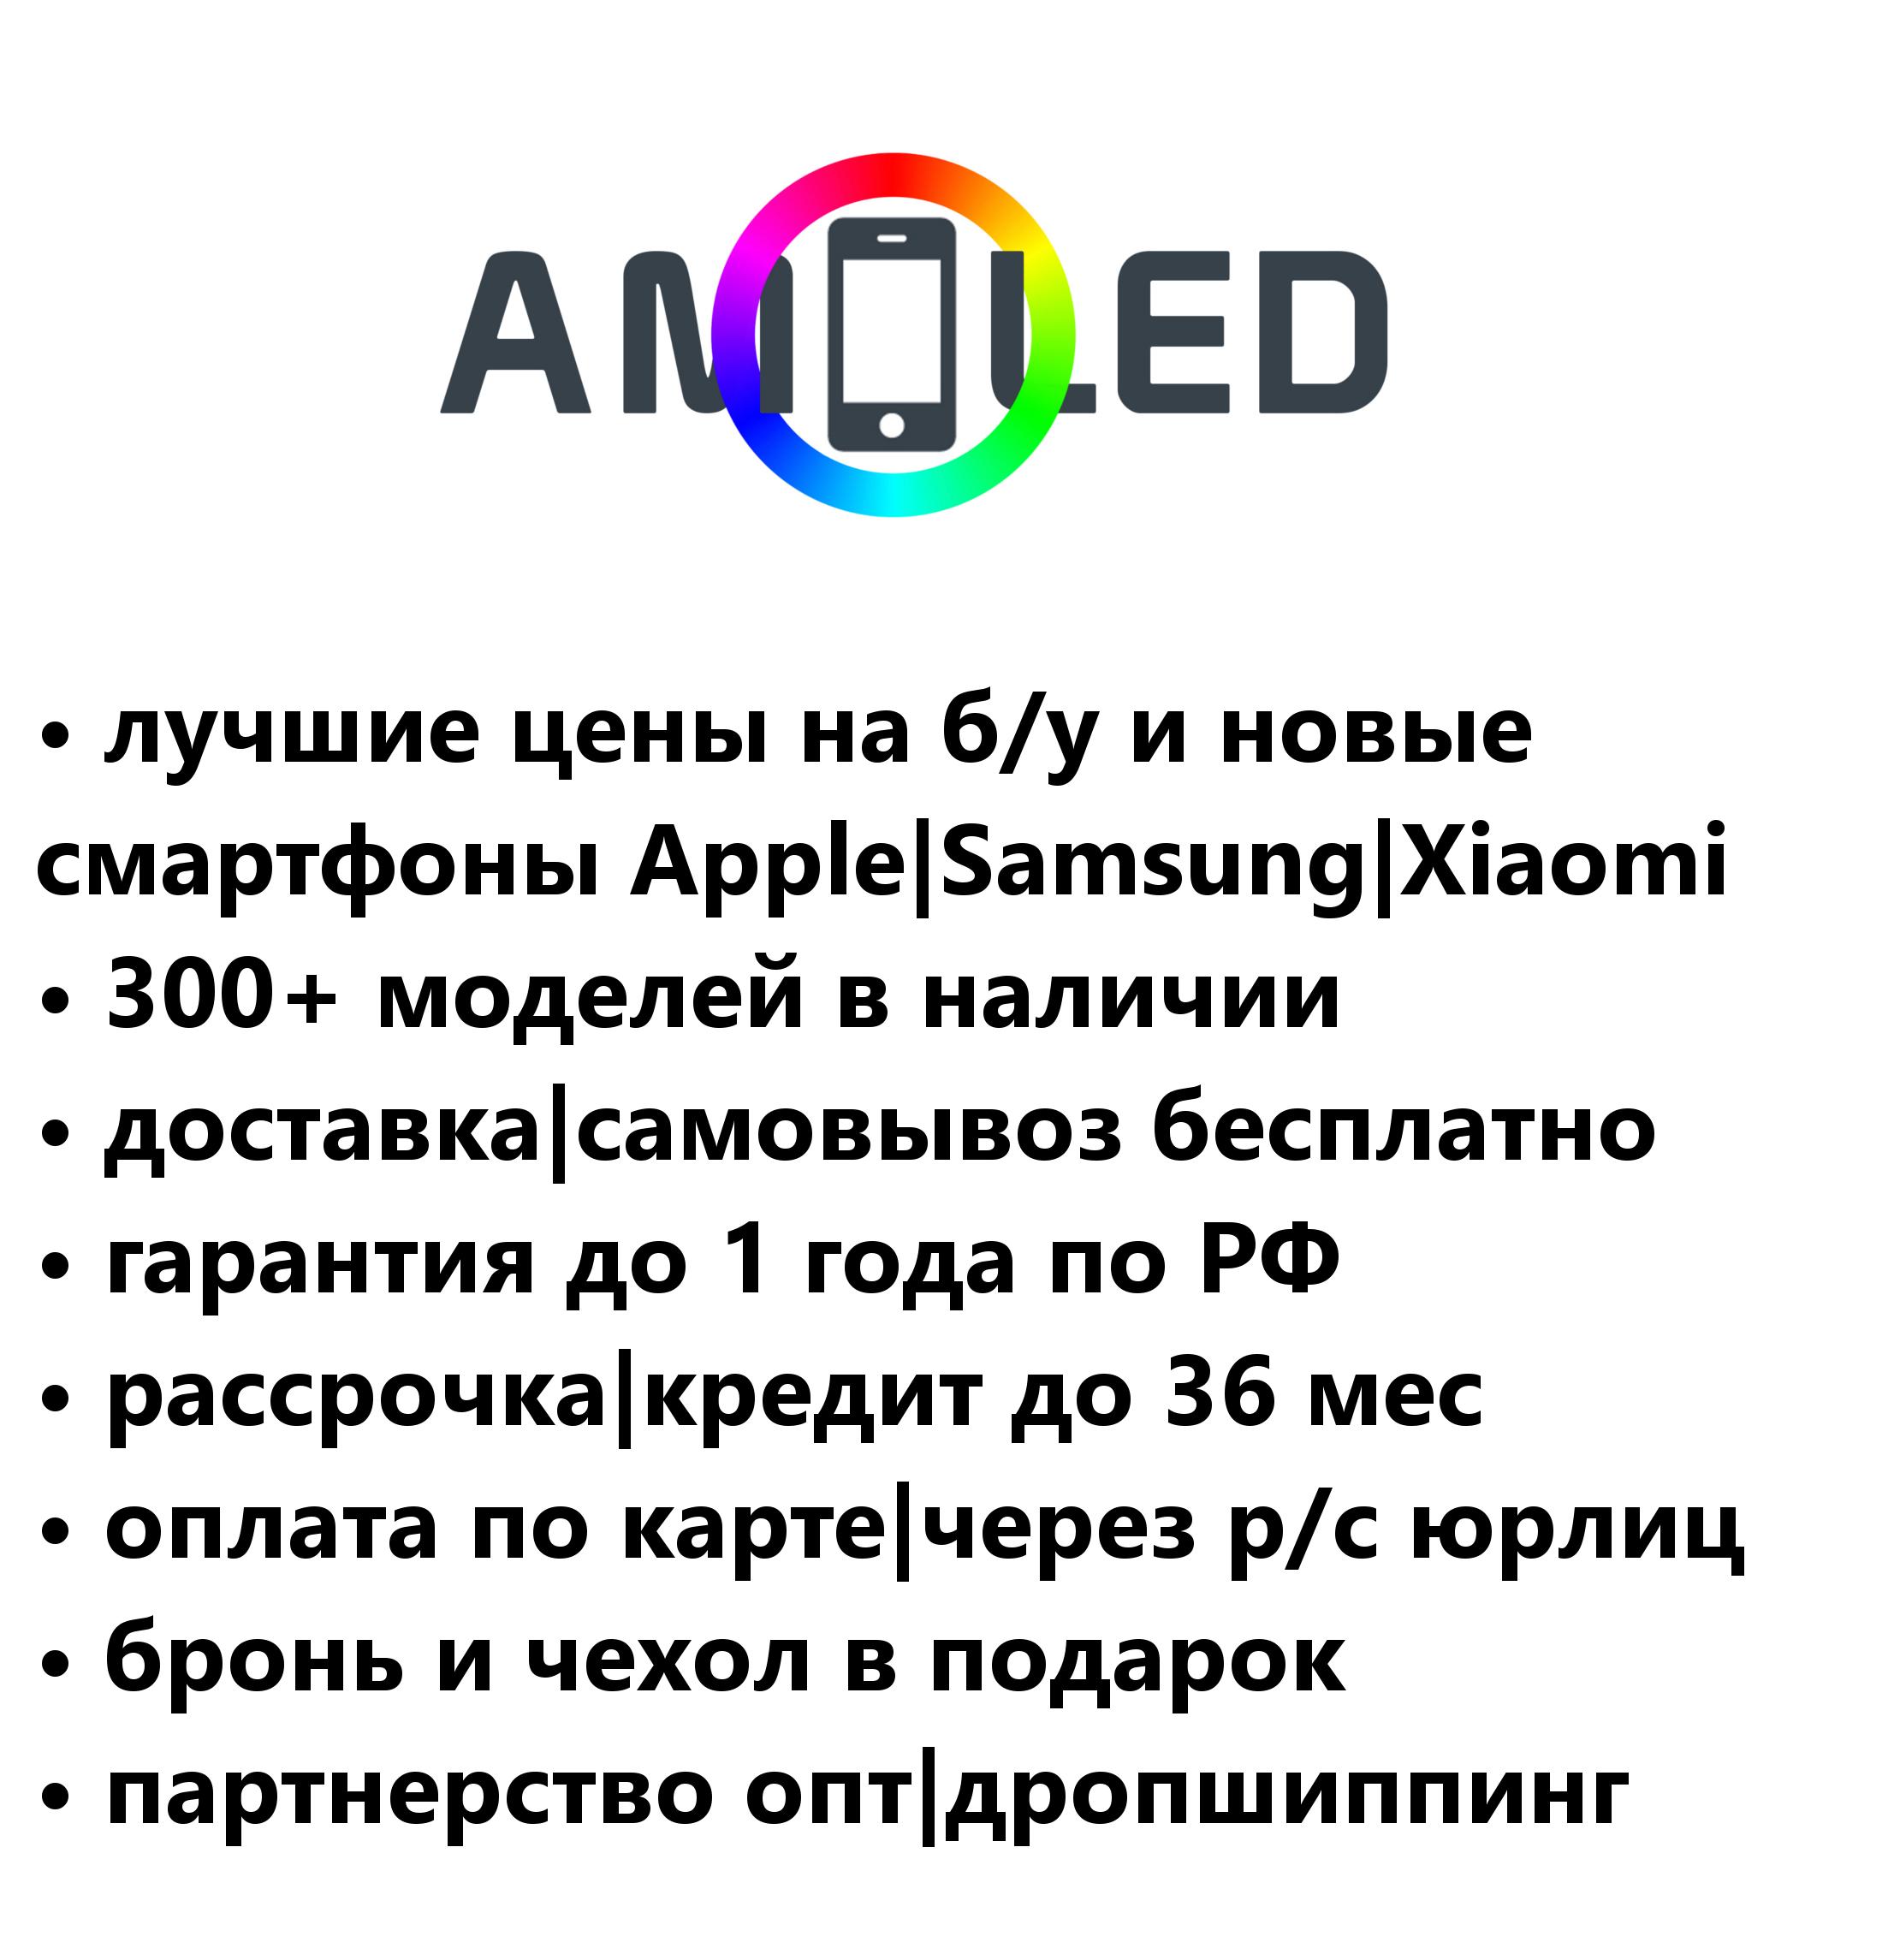 AMOLED
• лучшие цены на б/у и новые
смартфоны Apple|Samsung|Xiaomi
• 300+ моделей в наличии
• доставка|самовывоз бесплатно
• гарантия до 1 года по РФ
• рассрочка|кредит до 36 мес
• оплата по карте|через р/с юрлиц
• бронь и чехол в подарок
• партнерство опт|дропшиппинг